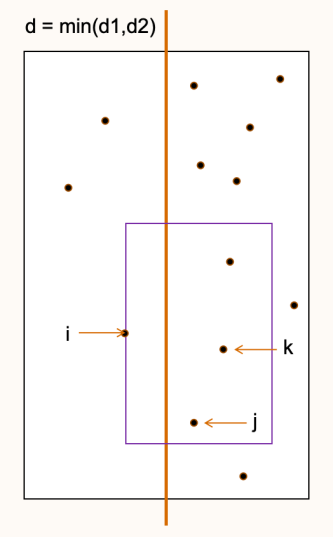 d = min(d1,d2)
i
k
j